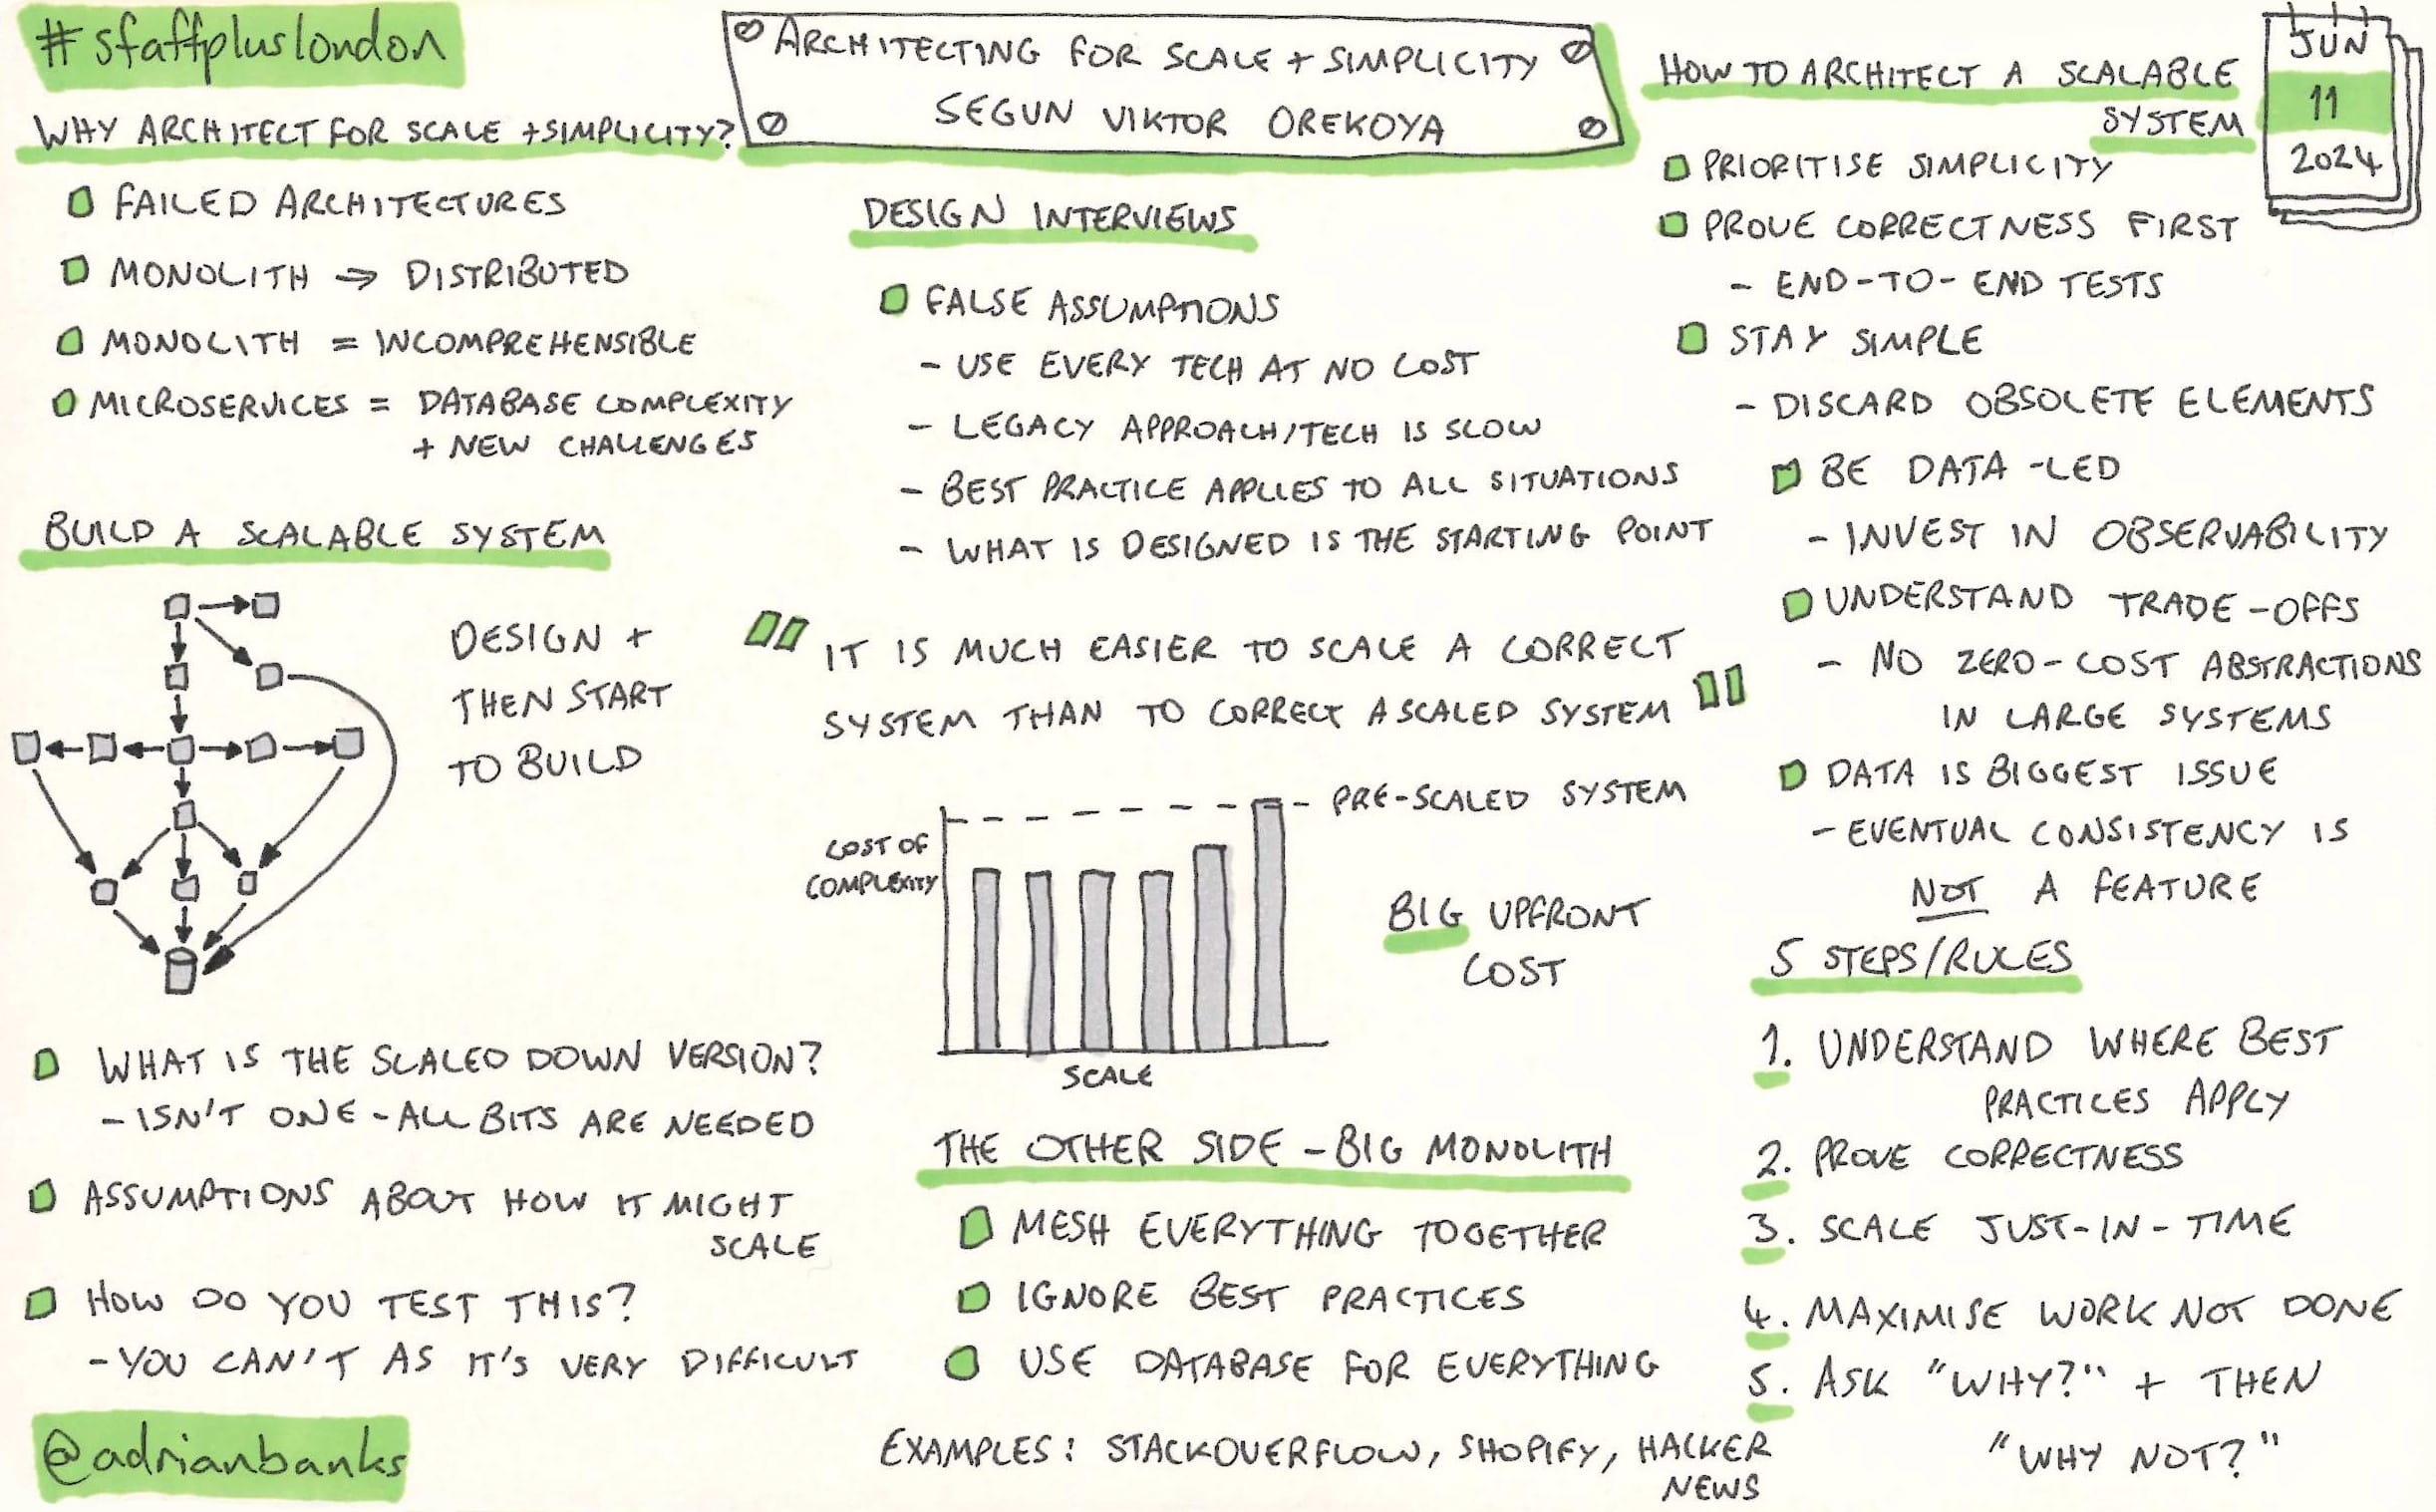 #staffpluslondon
ARCHITECTING FOR SCALE + SIMPLICITY
SEGUN VIKTOR OREKOYA
JUN
11
2024
WHY ARCHITECT FOR SCALE + SIMPLICITY?
FAILED ARCHITECTURES
MONOLITH ⇒ DISTRIBUTED
MONOLITH = INCOMPREHENSIBLE
MICROSERVICES = DATABASE COMPLEXITY
+ NEW CHALLENGES
BUILD A SCALABLE SYSTEM
DESIGN +
THEN START
TO BUILD
WHAT IS THE SCALED DOWN VERSION?
- ISN'T ONE - ALL BITS ARE NEEDED
ASSUMPTIONS ABOUT HOW IT MIGHT
SCALE
HOW DO YOU TEST THIS?
- YOU CAN'T AS IT'S VERY DIFFICULT
@adrianbanks
DESIGN INTERVIEWS
FALSE ASSUMPTIONS
- USE EVERY TECH AT NO COST
- LEGACY APPROACH/TECH IS SLOW
- BEST PRACTICE APPLIES TO ALL SITUATIONS
- WHAT IS DESIGNED IS THE STARTING POINT
" IT IS MUCH EASIER TO SCALE A CORRECT
SYSTEM THAN TO CORRECT A SCALED SYSTEM "
PRE-SCALED SYSTEM
COST OF
COMPLEXITY
BIG UPFRONT
COST
SCALE
THE OTHER SIDE - BIG MONOLITH
MESH EVERYTHING TOGETHER
IGNORE BEST PRACTICES
USE DATABASE FOR EVERYTHING
EXAMPLES: STACKOVERFLOW, SHOPIFY, HACKER
NEWS
HOW TO ARCHITECT A SCALABLE
SYSTEM
PRIORITISE SIMPLICITY
PROVE CORRECTNESS FIRST
- END-TO-END TESTS
STAY SIMPLE
- DISCARD OBSOLETE ELEMENTS
BE DATA-LED
- INVEST IN OBSERVABILITY
UNDERSTAND TRADE-OFFS
- NO ZERO-COST ABSTRACTIONS
IN LARGE SYSTEMS
DATA IS BIGGEST ISSUE
- EVENTUAL CONSISTENCY IS
NOT A FEATURE
5 STEPS/RULES
1. UNDERSTAND WHERE BEST
PRACTICES APPLY
2. PROVE CORRECTNESS
3. SCALE JUST-IN-TIME
4. MAXIMISE WORK NOT DONE
5. ASK "WHY?" + THEN
"WHY NOT?"